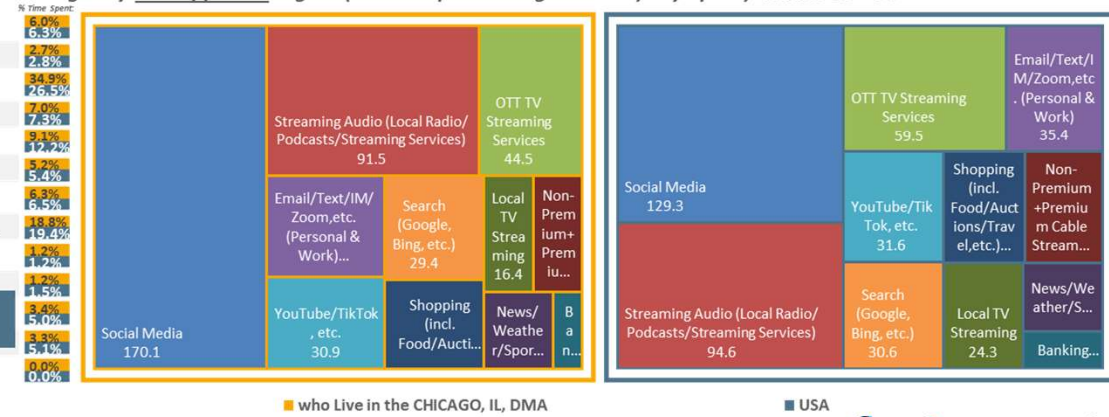 % Time Spent:
6.0%
6.3%
2.7%
2.8%
34.9%
26.5%
7.0%
7.3%
9.1%
12.2%
5.2%
5.4%
6.3%
6.5%
18.8%
19.4%
1.2%
1.2%
1.2%
1.5%
3.4%
5.0%
3.3%
5.1%
0.0%
0.0%
Social Media
170.1
Streaming Audio (Local Radio/
Podcasts/Streaming Services)
91.5
OTT TV
Streaming
Services
44.5
Email/Text/IM/
Zoom,etc.
(Personal &
Work)...
Search
(Google,
Bing, etc.)
29.4
Local
TV
Strea
ming
16.4
Non-
Prem
ium+
Prem
iu...
YouTube/TikTok
, etc.
30.9
Shopping
(incl.
Food/Aucti...
News/
Weathe
r/Spor...
B
a
n...
Social Media
129.3
Streaming Audio (Local Radio/
Podcasts/Streaming Services)
94.6
OTT TV Streaming
Services
59.5
Email/Text/I
M/Zoom,etc
. (Personal &
Work)
35.4
YouTube/Tik
Tok, etc.
31.6
Shopping
(incl.
Food/Auct
ions/Trav
el,etc.)...
Non-
Premium
+Premiu
m Cable
Stream...
Search
(Google,
Bing, etc.)
30.6
Local TV
Streaming
24.3
News/We
ather/S...
Banking...
who Live in the CHICAGO, IL, DMA
USA